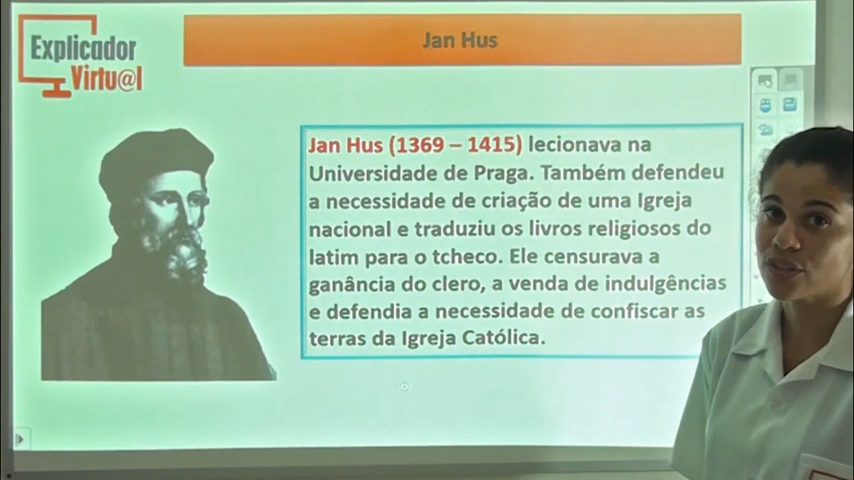 Explicador
Virtu@l
Jan Hus
Jan Hus (1369 – 1415) lecionava na
Universidade de Praga. Também defendeu
a necessidade de criação de uma Igreja
nacional e traduziu os livros religiosos do
latim para o tcheco. Ele censurava a
ganância do clero, a venda de indulgências
e defendia a necessidade de confiscar as
terras da Igreja Católica.